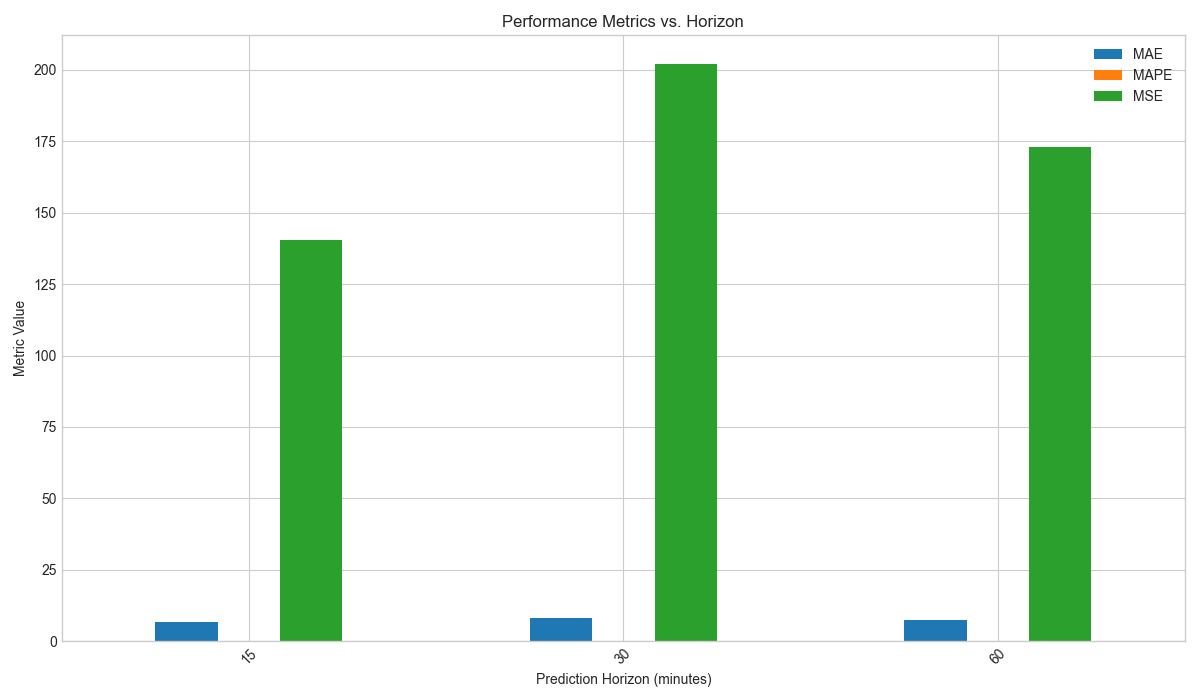 Performance Metrics vs. Horizon
MAE
MAPE
MSE
Metric Value
200
175
150
125
100
75
50
25
0
15
30
60
Prediction Horizon (minutes)